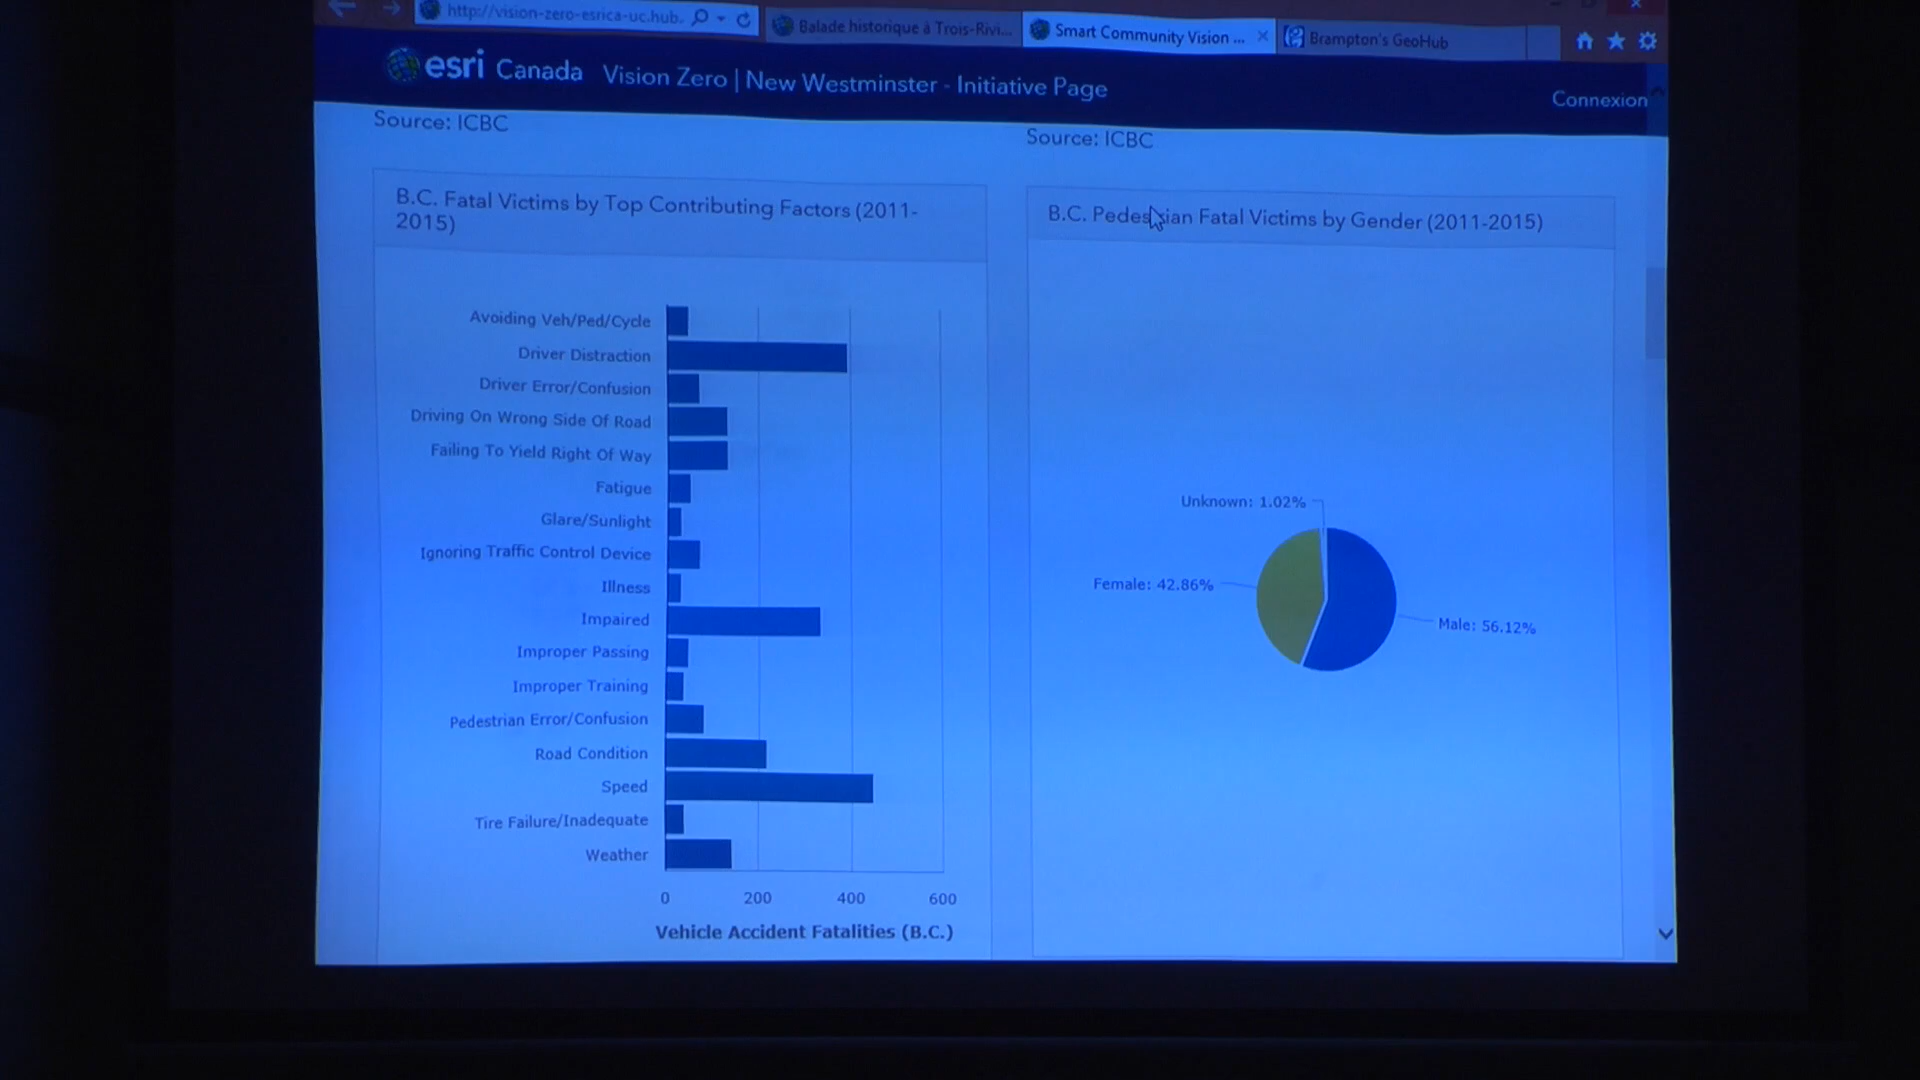 http://vision-zero-esrica-uc.hub.
Balade historique à Trois-Rivi...
Smart Community Vision ...
Brampton's GeoHub
esri Canada Vision Zero | New Westminster - Initiative Page
Connexion
Source: ICBC
Source: ICBC
B.C. Fatal Victims by Top Contributing Factors (2011-
2015)
Avoiding Veh/Ped/Cycle
Driver Distraction
Driver Error/Confusion
Driving On Wrong Side Of Road
Failing To Yield Right Of Way
Fatigue
Glare/Sunlight
Ignoring Traffic Control Device
Illness
Impaired
Improper Passing
Improper Training
Pedestrian Error/Confusion
Road Condition
Speed
Tire Failure/Inadequate
Weather
0 200 400 600
Vehicle Accident Fatalities (B.C.)
B.C. Pedestrian Fatal Victims by Gender (2011-2015)
Unknown: 1.02%
Female: 42.86%
Male: 56.12%